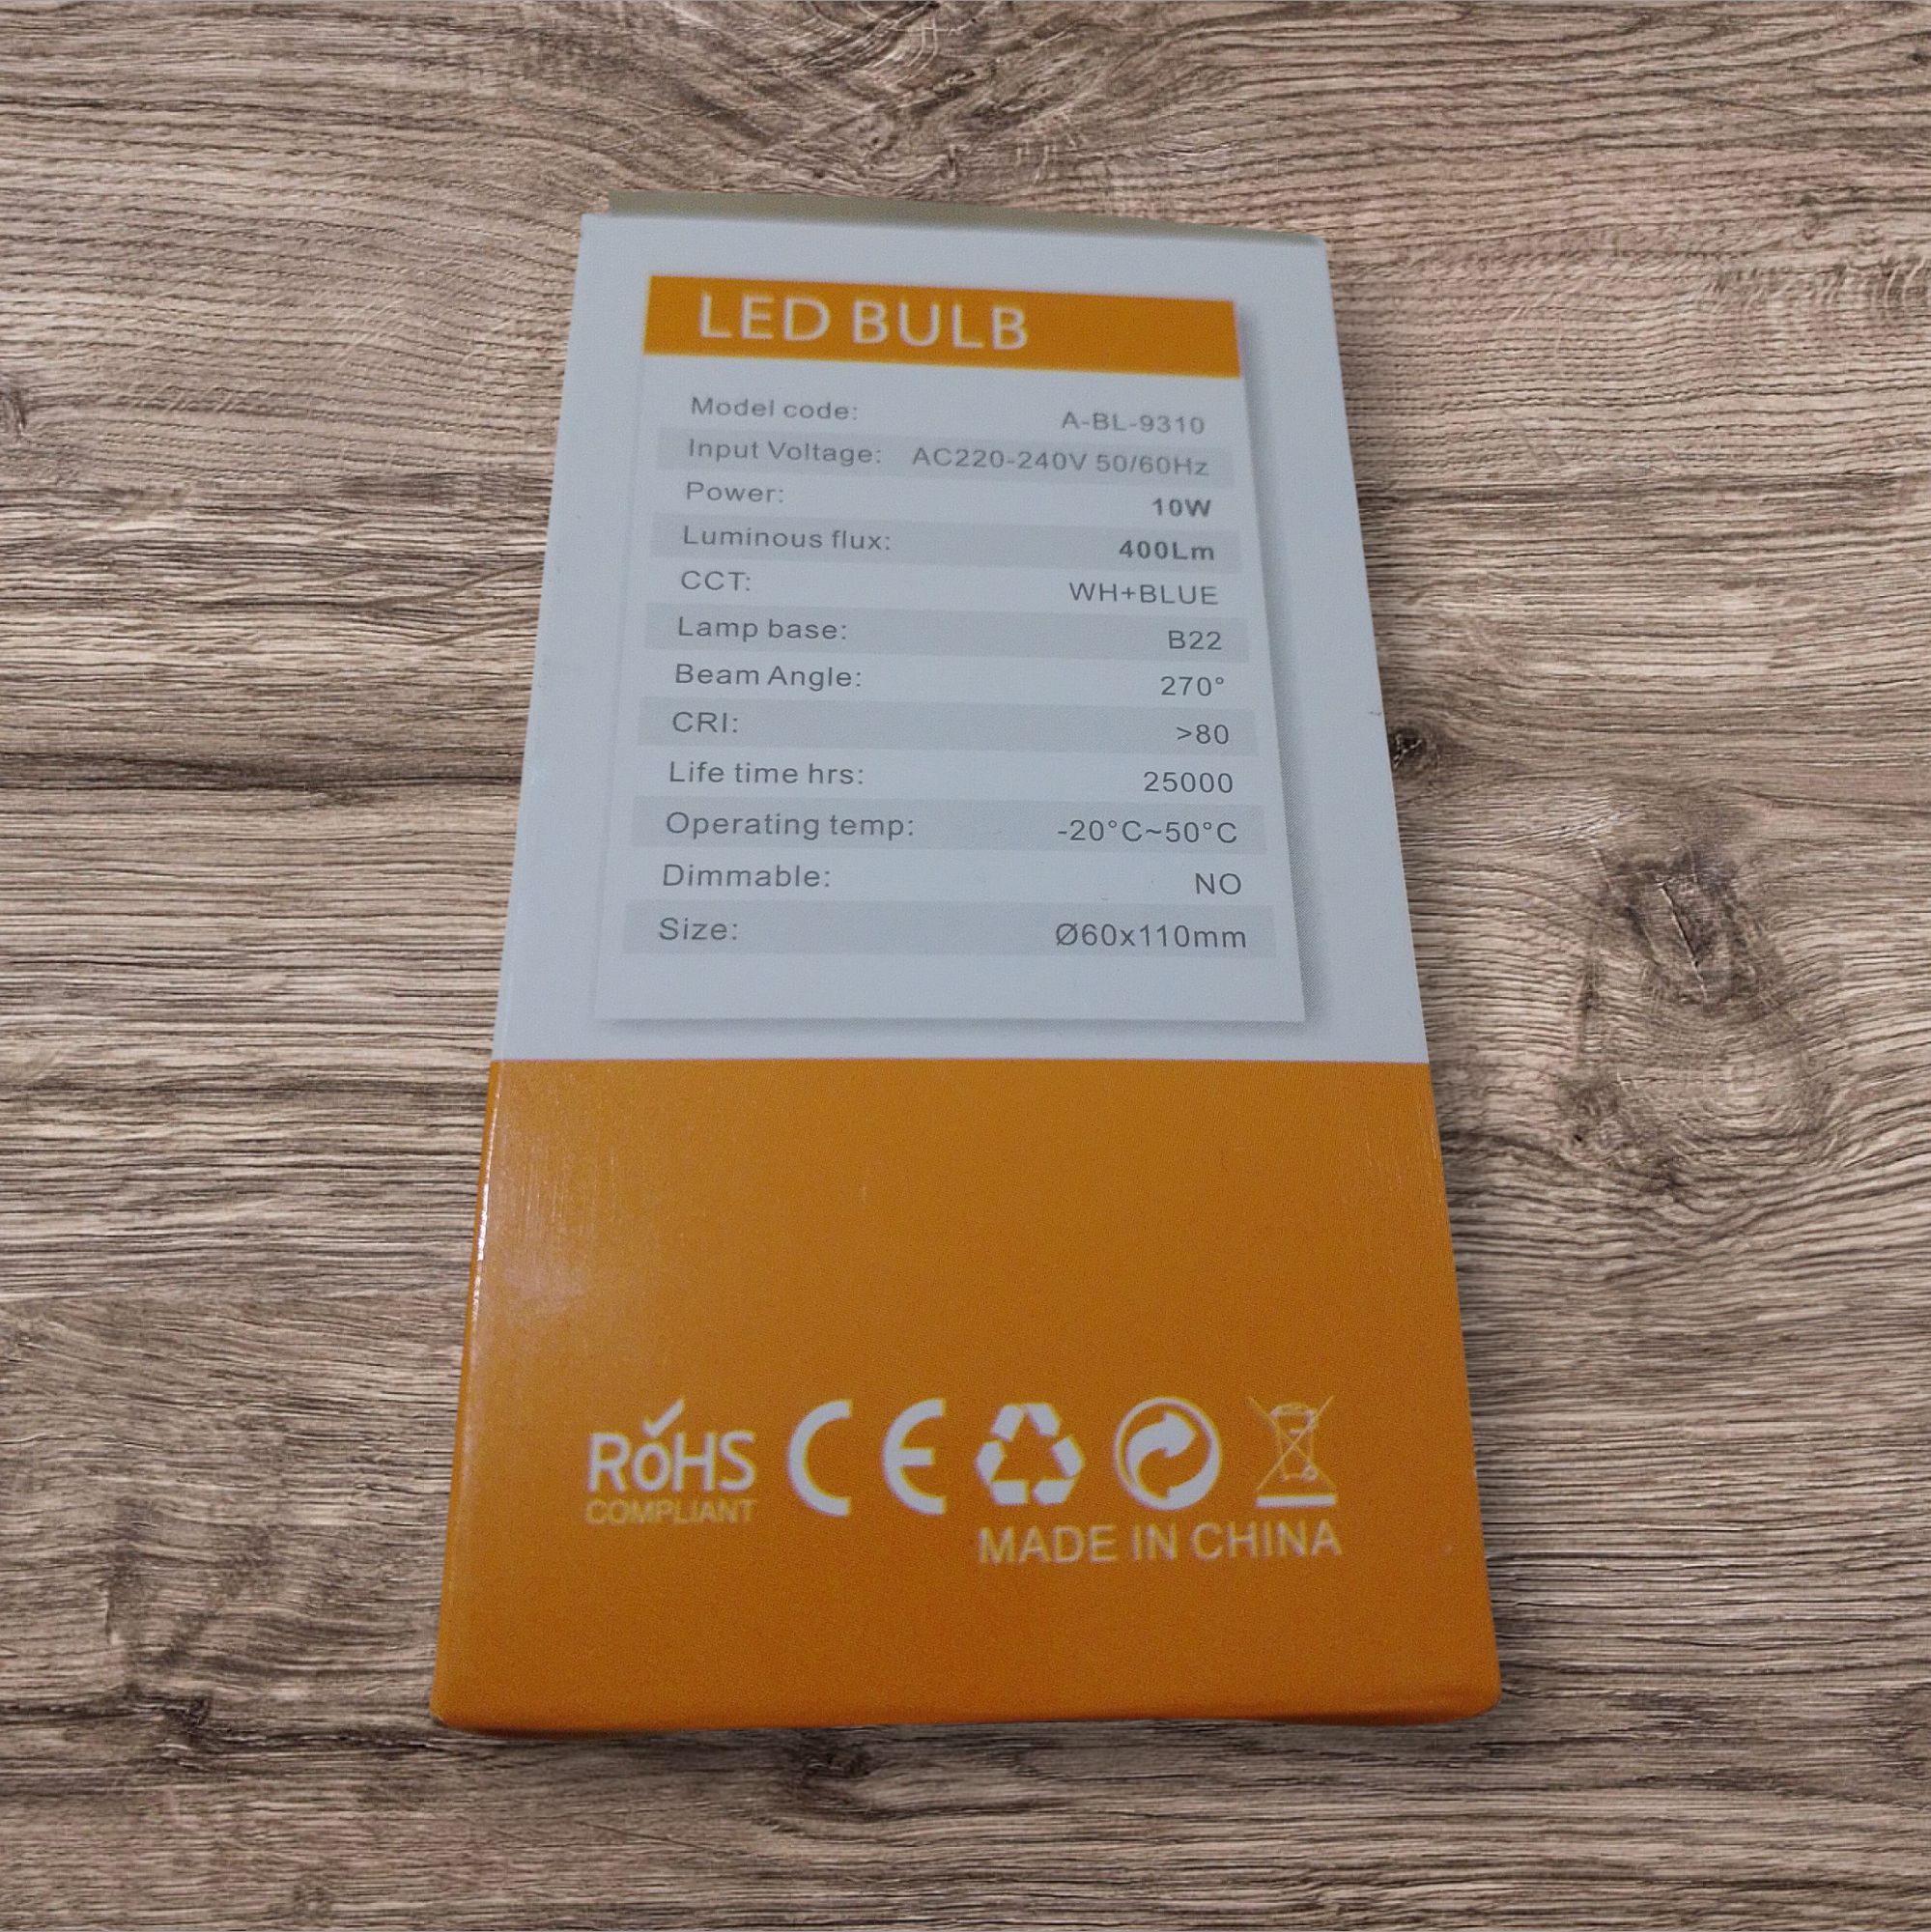 LED BULB
Model code: A-BL-9310
Input Voltage: AC220-240V 50/60Hz
Power: 10W
Luminous flux: 400Lm
CCT: WH+BLUE
Lamp base: B22
Beam Angle: 270°
CRI: >80
Life time hrs: 25000
Operating temp: -20°C~50°C
Dimmable: NO
Size: Ø60x110mm
RoHS CE
COMPLIANT
MADE IN CHINA